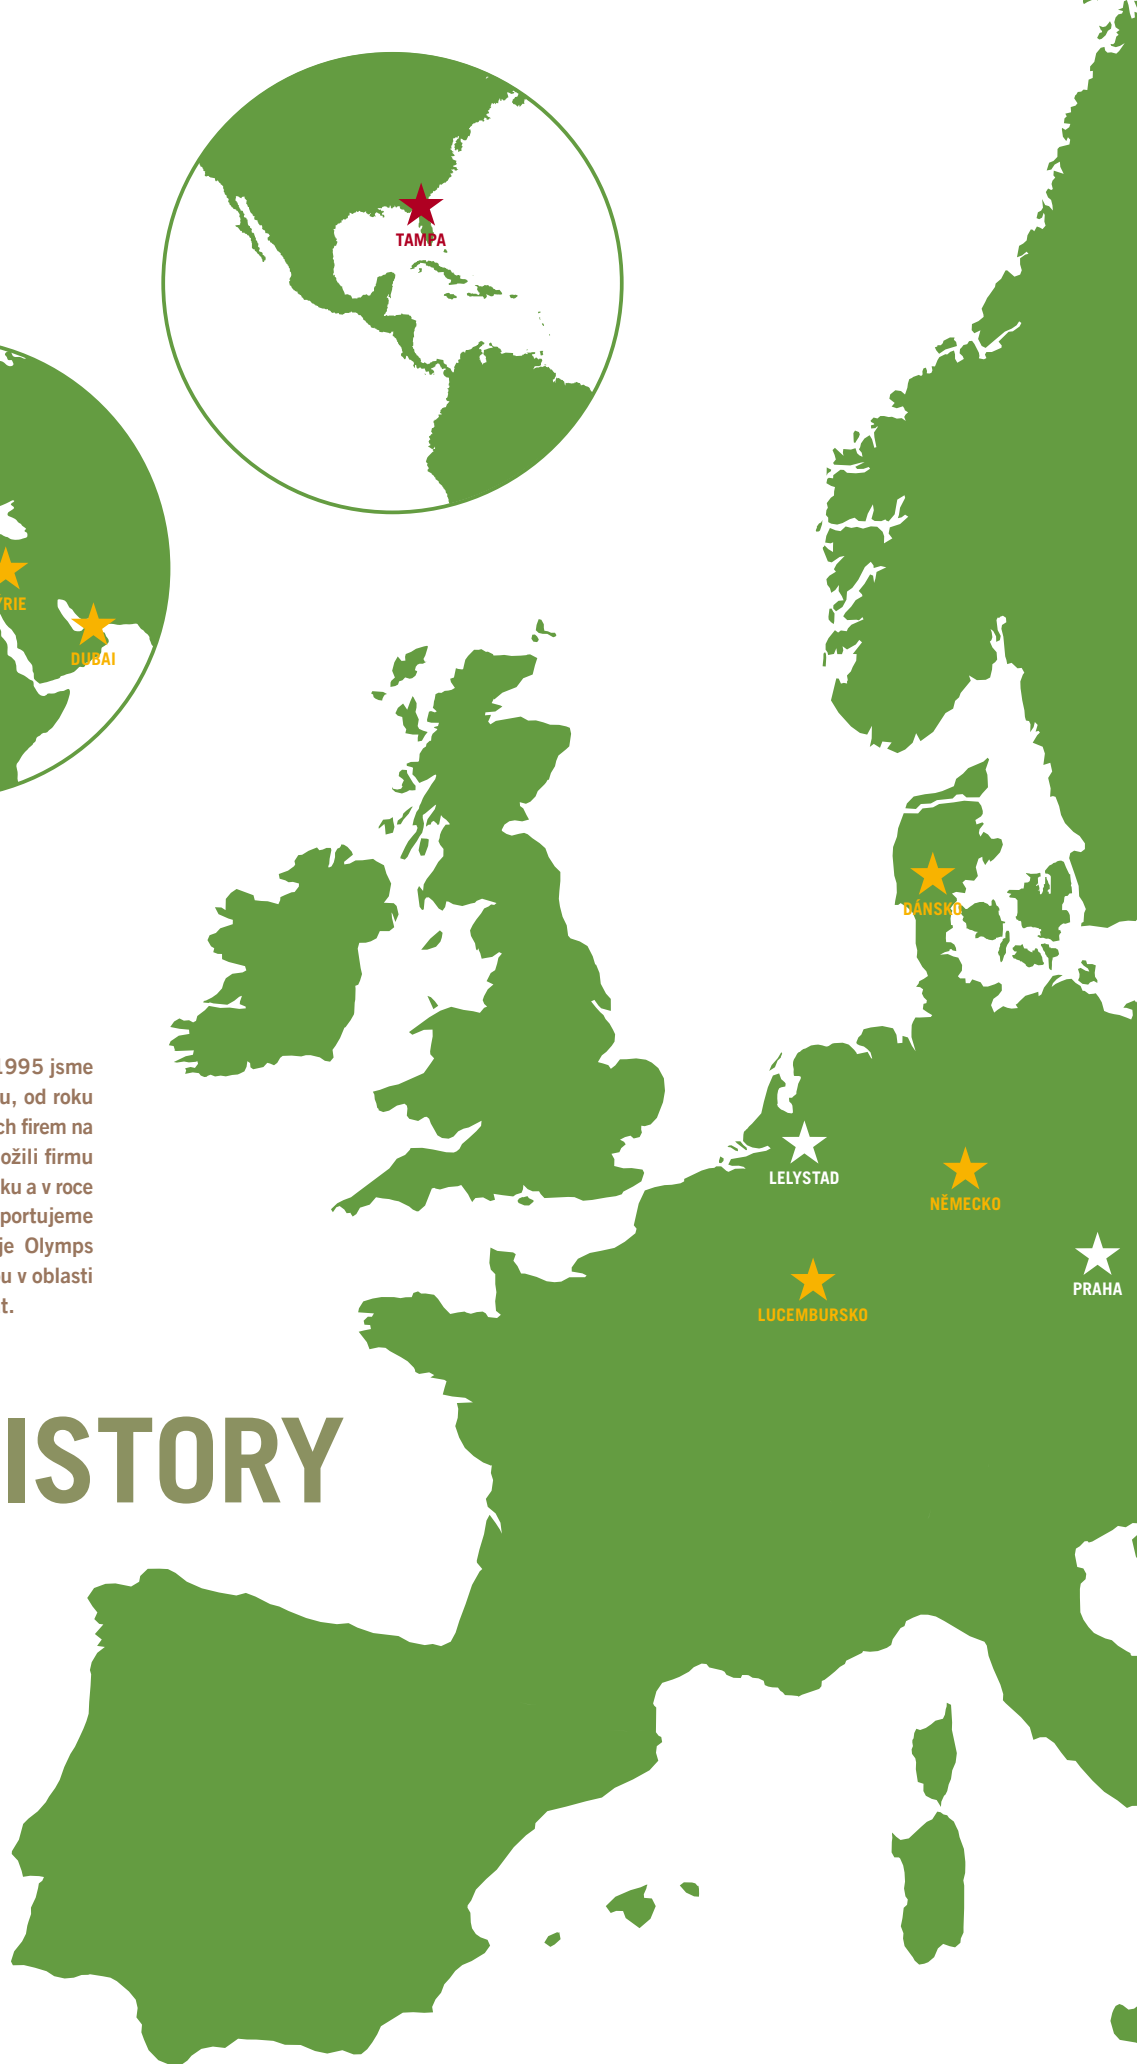 TAMPA
YRIE
DUBAI
DÁNSKO
1995 jsme
u, od roku
ch firem na
ožili firmu
ku a v roce
portujeme
je Olymps
u v oblasti
t.
LELYSTAD
NĚMECKO
PRAHA
LUCEMBURSKO
ISTORY